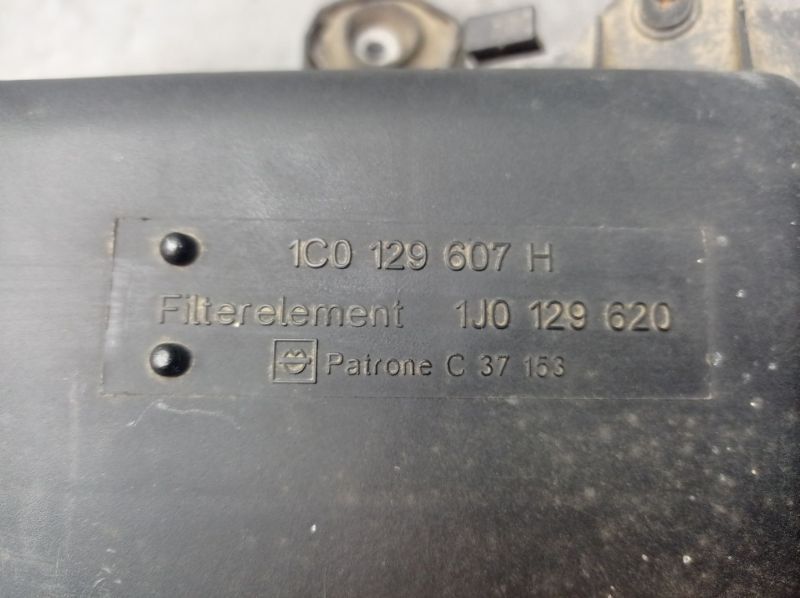 1C0 129 607 H
Filterelement 1J0 129 620
Patrone C 37 153